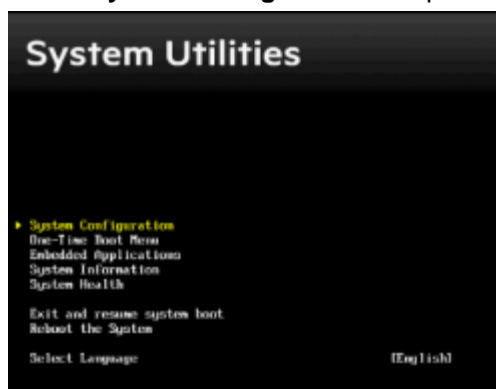 System Utilities
System Configuration
One-Time Boot Menu
Embedded Applications
System Information
System Health
Exit and resume system boot
Reboot the System
Select Language [English]